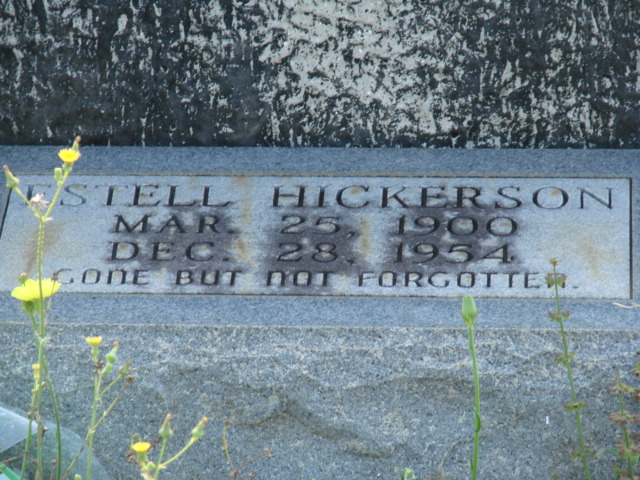 ESTELL HICKERSON
MAR. 25, 1900
DEC. 28, 1954
GONE BUT NOT FORGOTTEN.